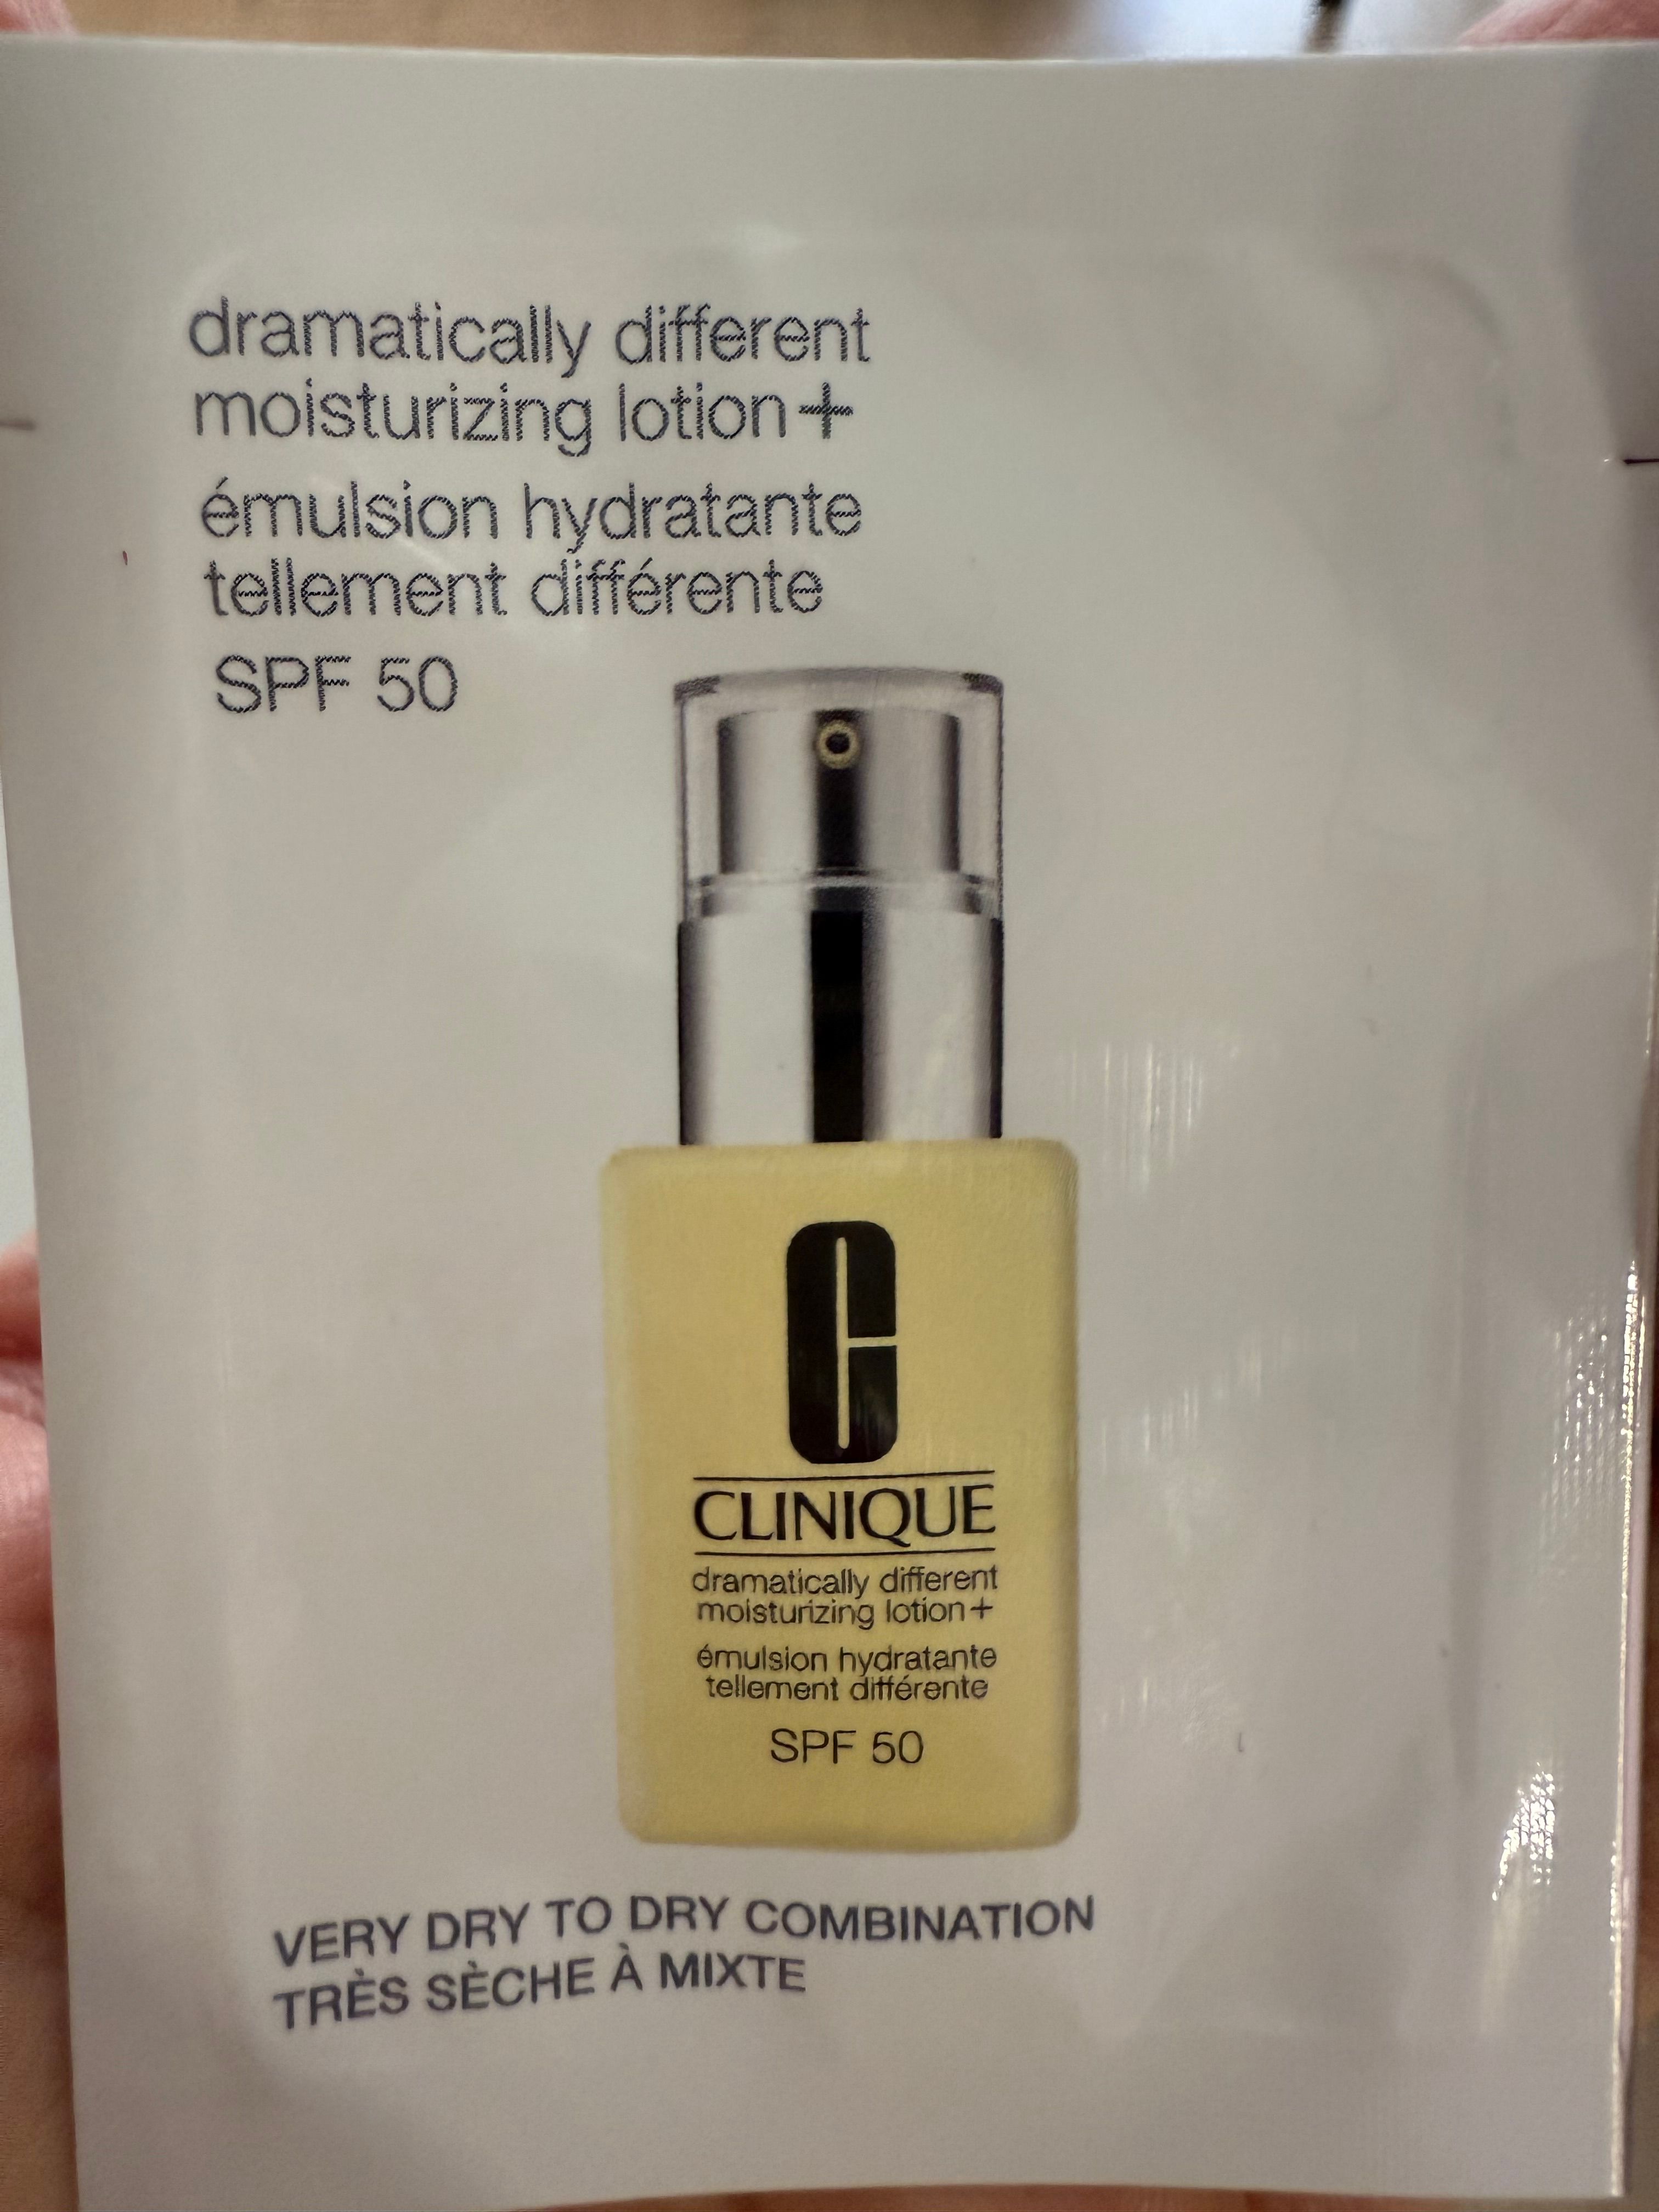 dramatically different
moisturizing lotion+
émulsion hydratante
tellement différente
SPF 50
C
CLINIQUE
dramatically different
moisturizing lotion+
émulsion hydratante
tellement différente
SPF 50
VERY DRY TO DRY COMBINATION
TRÈS SÈCHE À MIXTE